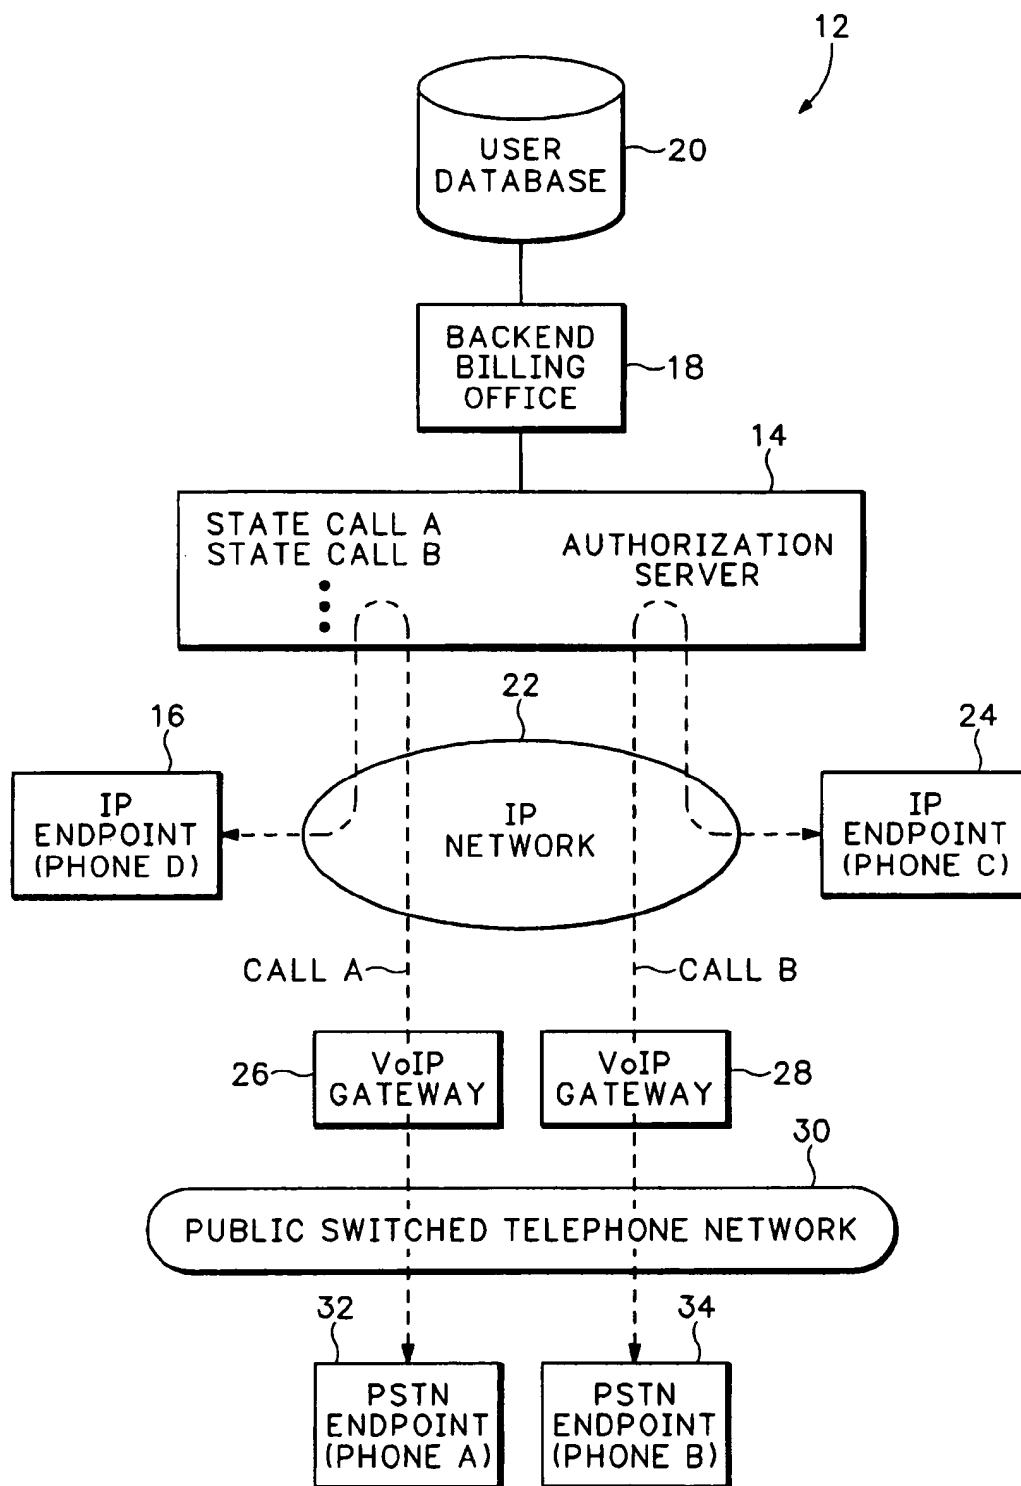 12
USER
DATABASE
20
BACKEND
BILLING
OFFICE
18
14
STATE CALL A
STATE CALL B
AUTHORIZATION
SERVER
22
16
24
IP
ENDPOINT
(PHONE D)
IP
NETWORK
IP
ENDPOINT
(PHONE C)
CALL A
CALL B
26
VoIP
GATEWAY
VoIP
GATEWAY
28
30
PUBLIC SWITCHED TELEPHONE NETWORK
32
34
PSTN
ENDPOINT
(PHONE A)
PSTN
ENDPOINT
(PHONE B)